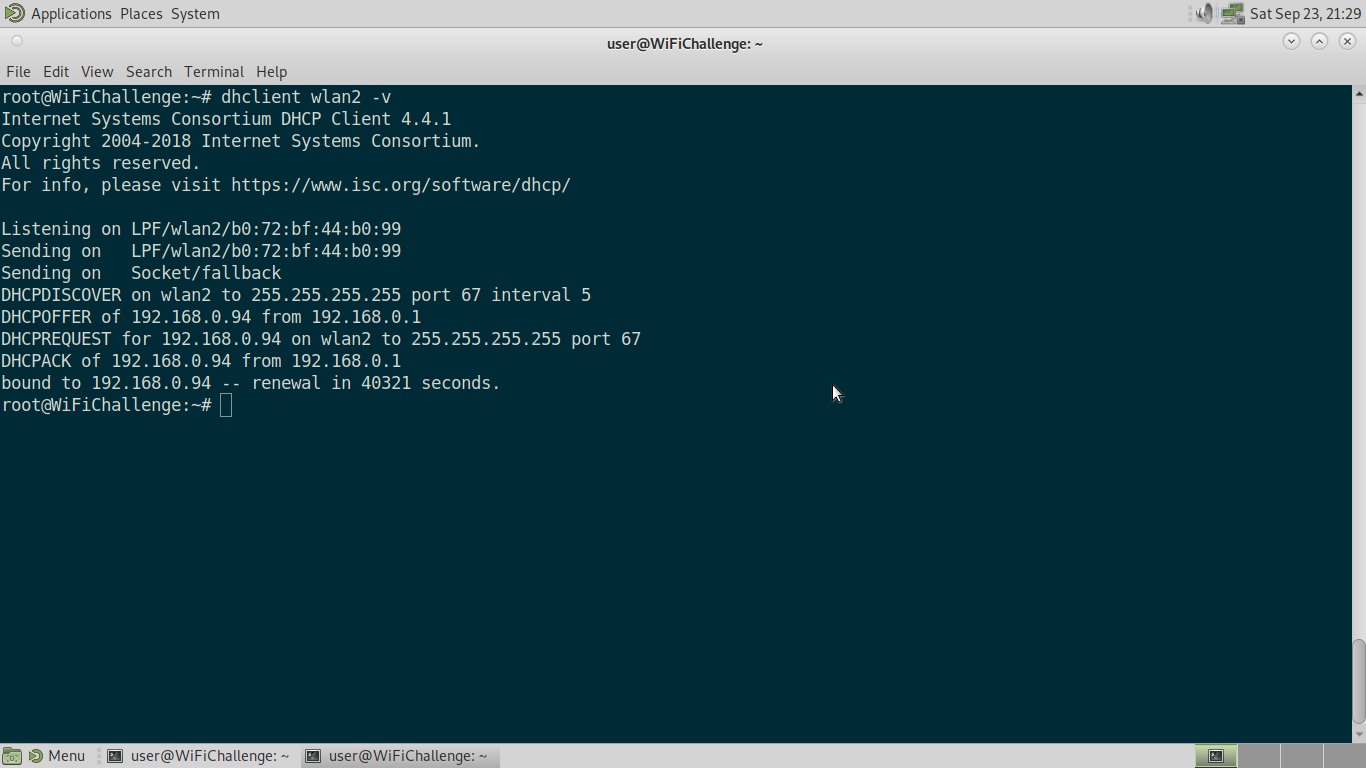 Applications Places System Sat Sep 23, 21:29
user@WiFiChallenge: ~
File Edit View Search Terminal Help
root@WiFiChallenge:~# dhclient wlan2 -v
Internet Systems Consortium DHCP Client 4.4.1
Copyright 2004-2018 Internet Systems Consortium.
All rights reserved.
For info, please visit https://www.isc.org/software/dhcp/
Listening on LPF/wlan2/b0:72:bf:44:b0:99
Sending on   LPF/wlan2/b0:72:bf:44:b0:99
Sending on   Socket/fallback
DHCPDISCOVER on wlan2 to 255.255.255.255 port 67 interval 5
DHCPOFFER of 192.168.0.94 from 192.168.0.1
DHCPREQUEST for 192.168.0.94 on wlan2 to 255.255.255.255 port 67
DHCPACK of 192.168.0.94 from 192.168.0.1
bound to 192.168.0.94 -- renewal in 40321 seconds.
root@WiFiChallenge:~#
Menu user@WiFiChallenge: ~ user@WiFiChallenge: ~